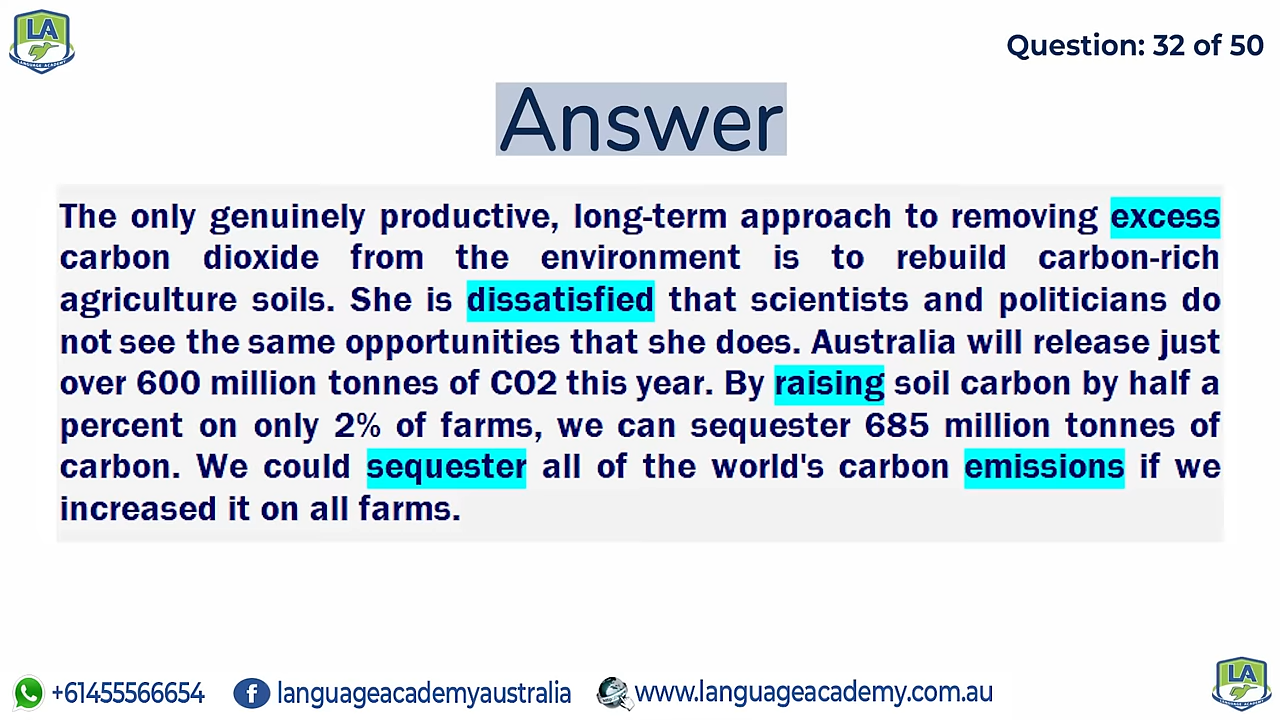 LA
LANGUAGE ACADEMY
Question: 32 of 50
Answer
The only genuinely productive, long-term approach to removing excess
carbon dioxide from the environment is to rebuild carbon-rich
agriculture soils. She is dissatisfied that scientists and politicians do
not see the same opportunities that she does. Australia will release just
over 600 million tonnes of CO2 this year. By raising soil carbon by half a
percent on only 2% of farms, we can sequester 685 million tonnes of
carbon. We could sequester all of the world's carbon emissions if we
increased it on all farms.
+61455566654 languageacademyaustralia www.languageacademy.com.au
LA
LANGUAGE ACADEMY